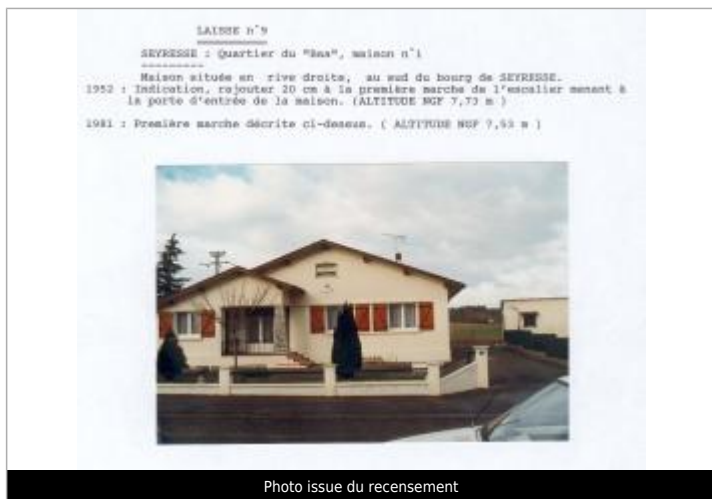 LAISSE n°9
SEYRESSE : Quartier du "Bas", maison n°1
Maison située en rive droite, au sud du bourg de SEYRESSE.
1952 : Indication, rajouter 20 cm à la première marche de l'escalier menant à
la porte d'entrée de la maison. (ALTITUDE NGF 7,73 m )
1981 : Première marche décrite ci-dessus. ( ALTITUDE NGF 7,53 m )
Photo issue du recensement